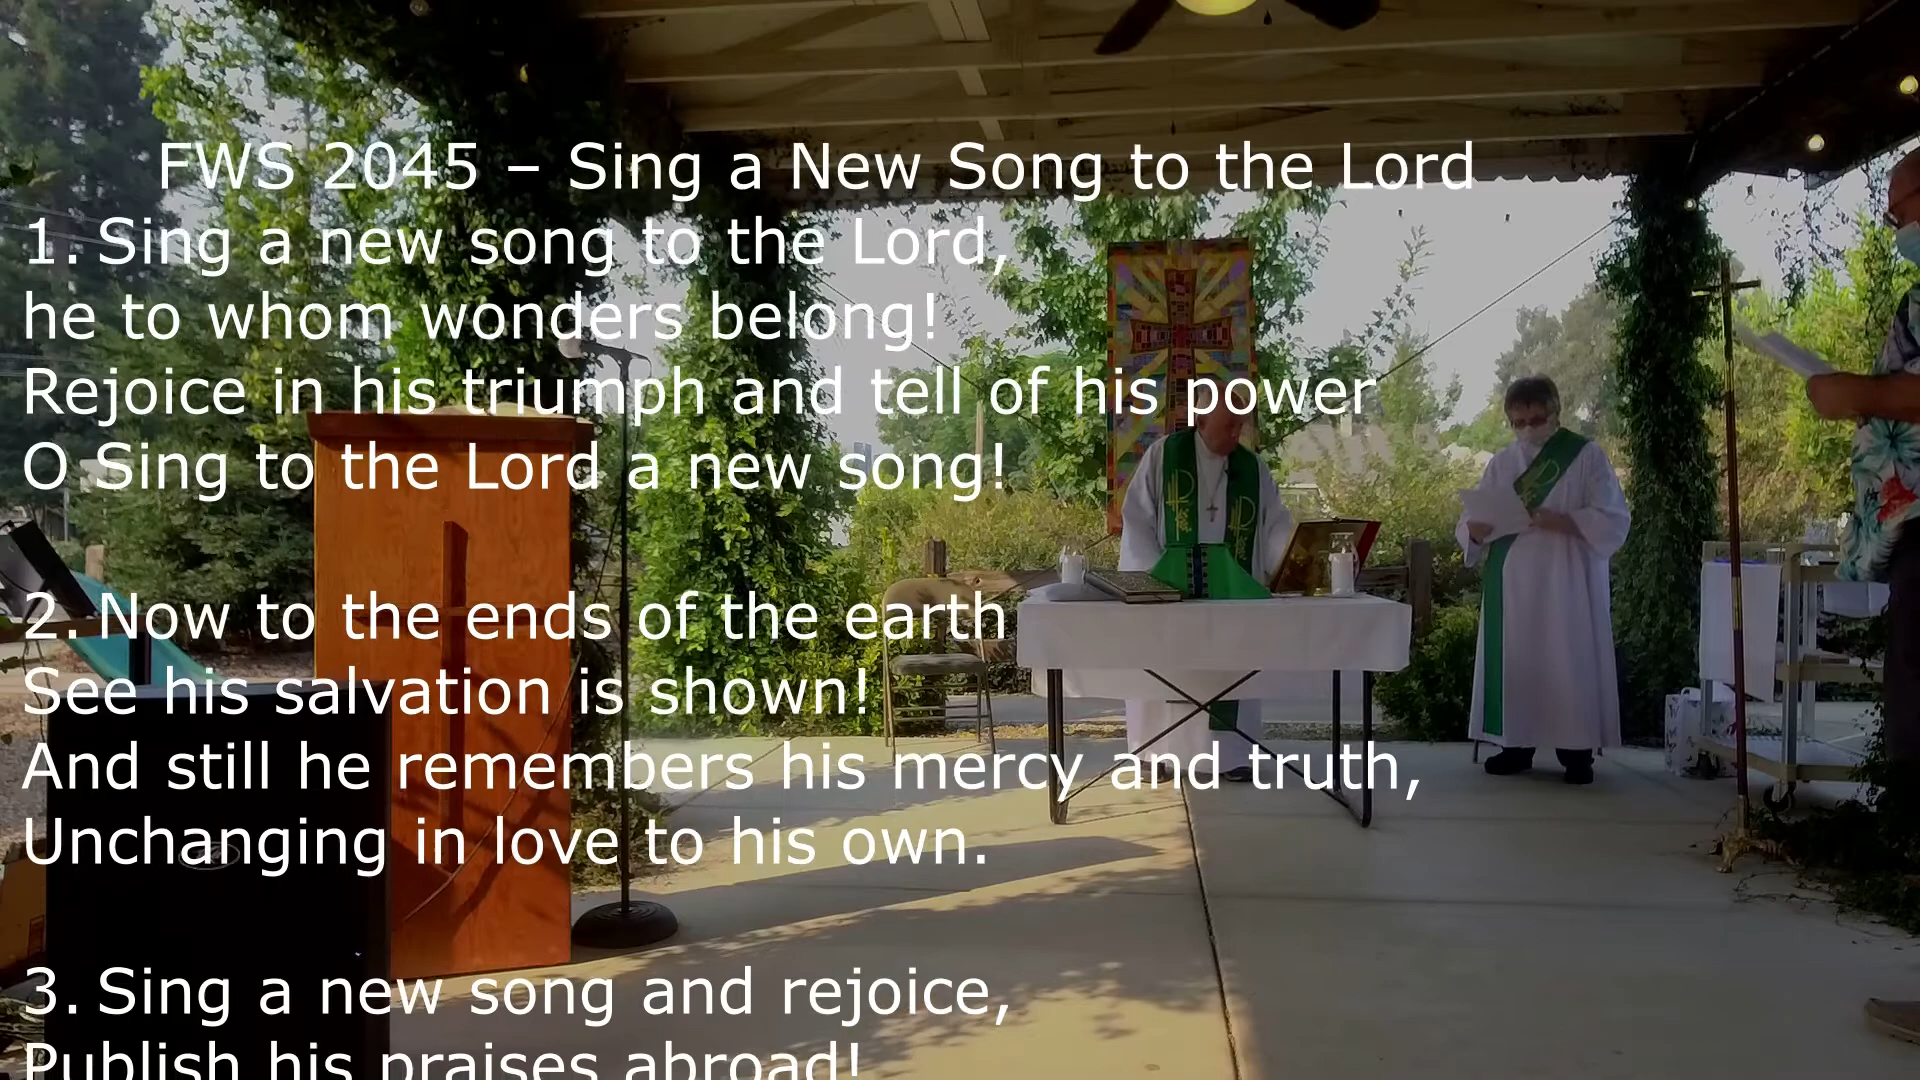 FWS 2045 – Sing a New Song to the Lord
1. Sing a new song to the Lord,
he to whom wonders belong!
Rejoice in his triumph and tell of his power
O Sing to the Lord a new song!
2. Now to the ends of the earth
See his salvation is shown!
And still he remembers his mercy and truth,
Unchanging in love to his own.
3. Sing a new song and rejoice,
Publish his praises abroad!